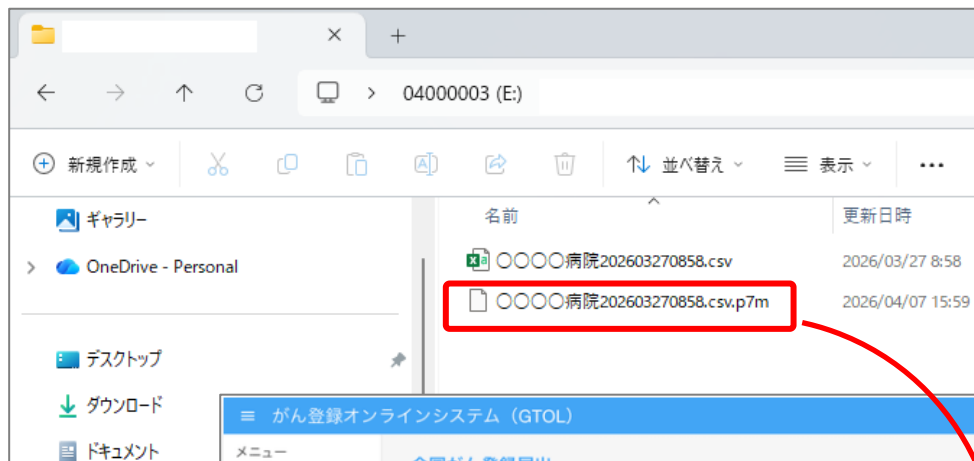 04000003 (E:)
新規作成
並べ替え
表示
名前
更新日時
ギャラリー
OneDrive - Personal
〇〇〇〇病院202603270858.csv
2026/03/27 8:58
〇〇〇〇病院202603270858.csv.p7m
2026/04/07 15:59
デスクトップ
ダウンロード
ドキュメント
がん登録オンラインシステム（GTOL）
メニュー